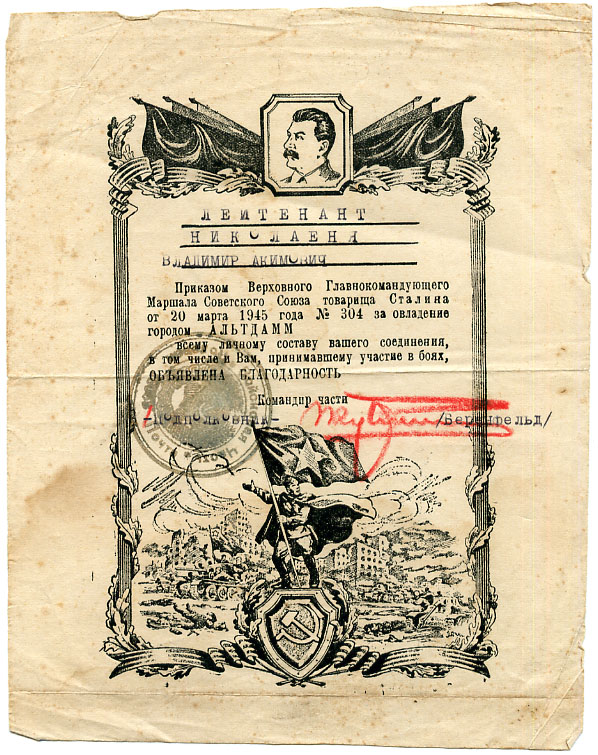 ЛЕЙТЕНАНТ
НИКОЛАЕНЯ
ВЛАДИМИР АКИМОВИЧ
Приказом Верховного Главнокомандующего
Маршала Советского Союза товарища Сталина
от 20 марта 1945 года № 304 за овладение
городом АЛЬТДАММ
всему личному составу вашего соединения,
в том числе и Вам, принимавшему участие в боях,
ОБЪЯВЛЕНА БЛАГОДАРНОСТЬ
Командир части
-Подполковник- /Беренфельд/